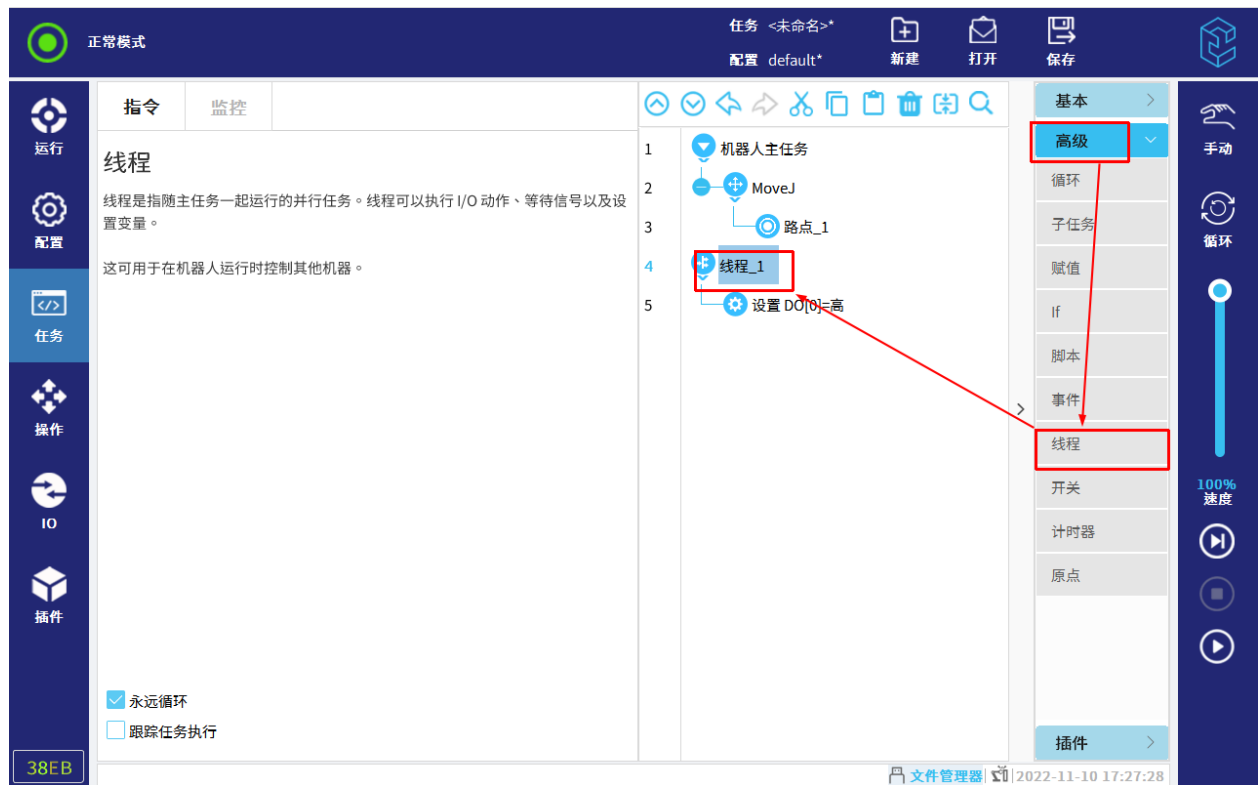 正常模式
任务 <未命名>*
配置 default*
新建
打开
保存
运行
配置
任务
操作
IO
插件
38EB
指令
监控
线程
线程是指随主任务一起运行的并行任务。线程可以执行 I/O 动作、等待信号以及设
置变量。
这可用于在机器人运行时控制其他机器。
永远循环
跟踪任务执行
1 机器人主任务
2 MoveJ
3 路点_1
4 线程_1
5 设置 DO[0]=高
基本
高级
循环
子任务
赋值
If
脚本
事件
线程
开关
计时器
原点
插件
手动
循环
100%
速度
文件管理器
2022-11-10 17:27:28